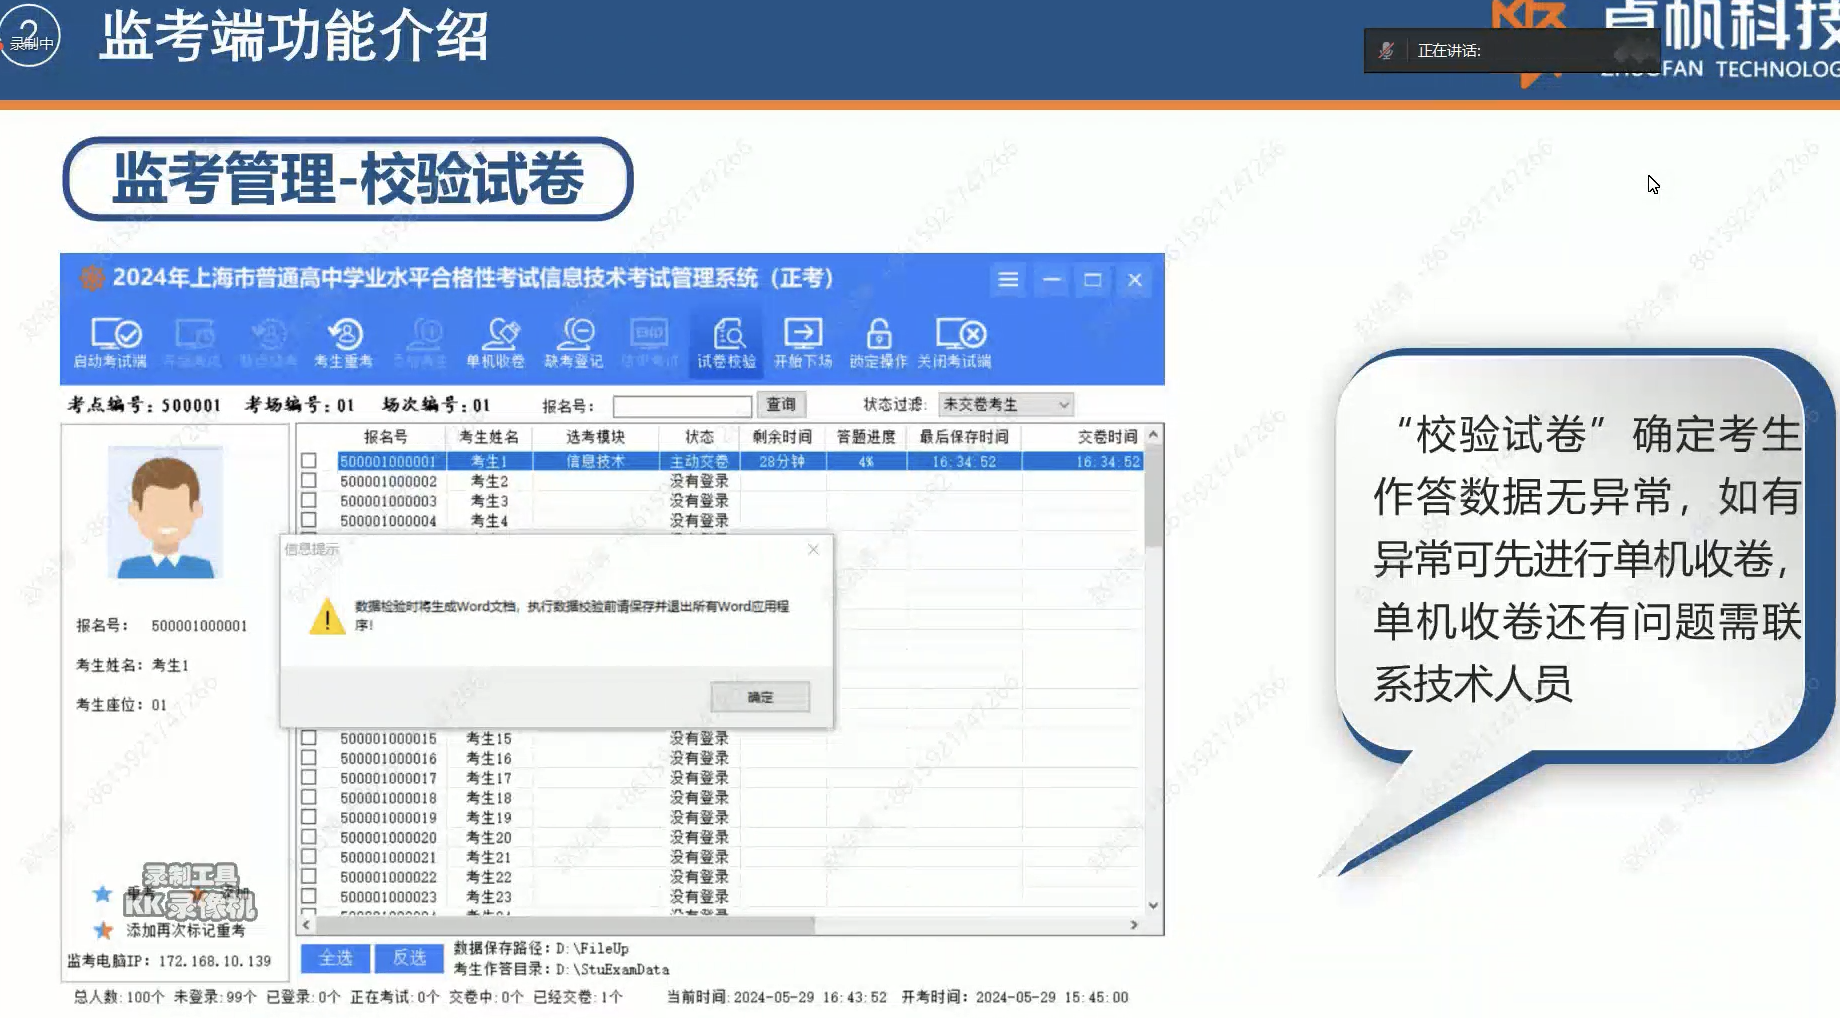 2
录制中
监考端功能介绍
正在讲话:
卓帆科技
FAN TECHNOLOG
监考管理-校验试卷
2024年上海市普通高中学业水平合格性考试信息技术考试管理系统（正考）
启动考试端
考生重考
单机收卷
缺考登记
试卷校验
开始下场
锁定操作
关闭考试端
考点编号: 500001 考场编号: 01 场次编号: 01 报名号: 查询 状态过滤: 未交卷考生
报名号 考生姓名 选考模块 状态 剩余时间 答题进度 最后保存时间 交卷时间
500001000001 考生1 信息技术 主动交卷 28分钟 4% 16:34:52 16:34:52
500001000002 考生2 没有登录
500001000003 考生3 没有登录
500001000004 考生4 没有登录
信息提示
数据检验时将生成Word文档，执行数据校验前请保存并退出所有Word应用程
序!
确定
500001000015 考生15 没有登录
500001000016 考生16 没有登录
500001000017 考生17 没有登录
500001000018 考生18 没有登录
500001000019 考生19 没有登录
500001000020 考生20 没有登录
500001000021 考生21 没有登录
500001000022 考生22 没有登录
500001000023 考生23 没有登录
报名号: 500001000001
考生姓名: 考生1
考生座位: 01
录制工具
KK录像机
重考
添加再次标记重考
监考电脑IP: 172.168.10.139
全选
反选
数据保存路径: D:\FileUp
考生作答目录: D:\StuExamData
总人数:100个 未登录:99个 已登录:0个 正在考试:0个 交卷中:0个 已经交卷:1个 当前时间:2024-05-29 16:43:52 开考时间: 2024-05-29 15:45:00
“校验试卷”确定考生
作答数据无异常，如有
异常可先进行单机收卷，
单机收卷还有问题需联
系技术人员